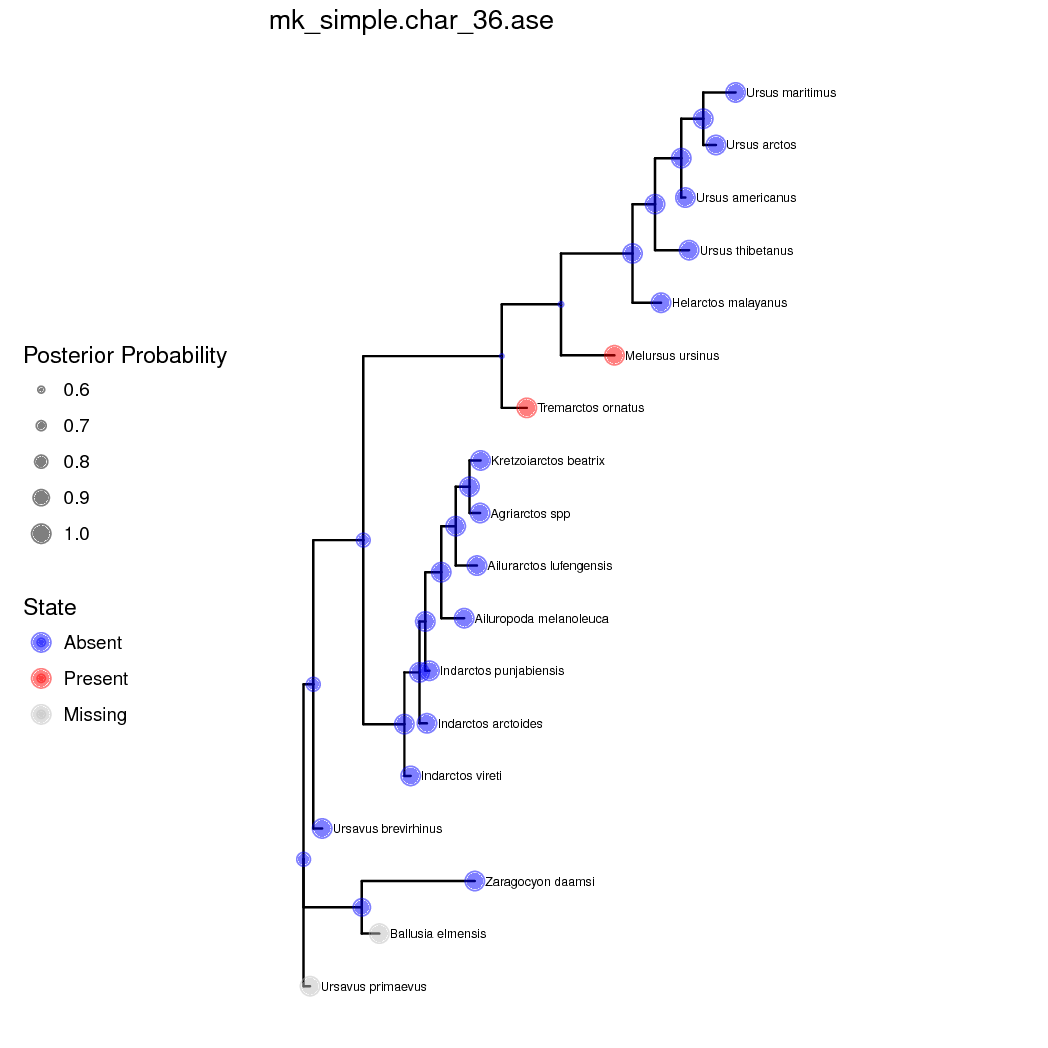 mk_simple.char_36.ase
Ursus maritimus
Ursus arctos
Ursus americanus
Ursus thibetanus
Helarctos malayanus
Melursus ursinus
Tremarctos ornatus
Kretzoiarctos beatrix
Agriarctos spp
Ailurarctos lufengensis
Ailuropoda melanoleuca
Indarctos punjabiensis
Indarctos arctoides
Indarctos vireti
Ursavus brevirhinus
Zaragocyon daamsi
Ballusia elmensis
Ursavus primaevus
Posterior Probability
0.6
0.7
0.8
0.9
1.0
State
Absent
Present
Missing